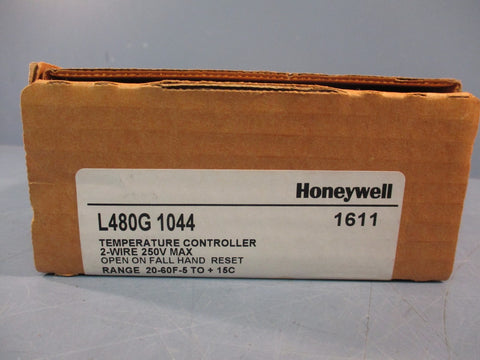 Honeywell
L480G 1044 1611
TEMPERATURE CONTROLLER
2-WIRE 250V MAX
OPEN ON FALL HAND RESET
RANGE 20-60F-5 TO + 15C